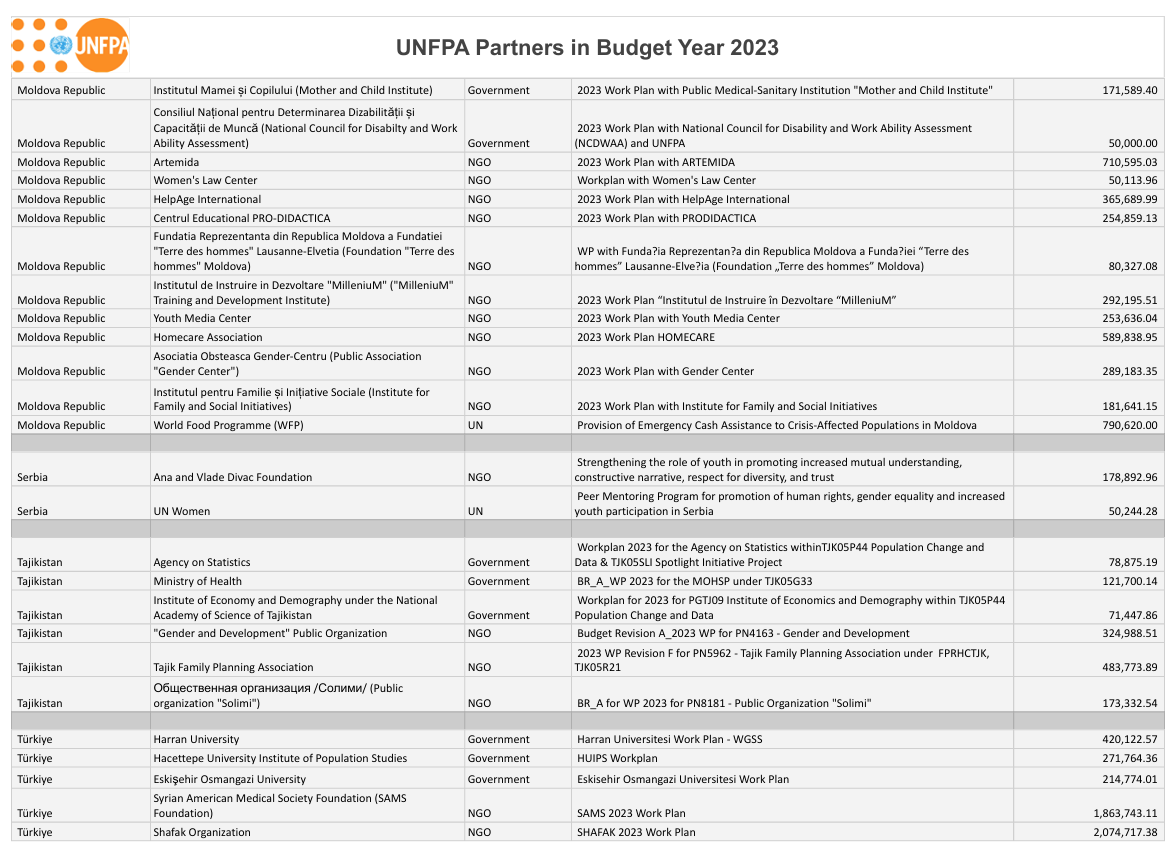 UNFPA
UNFPA Partners in Budget Year 2023
Moldova Republic Institutul Mamei și Copilului (Mother and Child Institute) Government 2023 Work Plan with Public Medical-Sanitary Institution "Mother and Child Institute" 171,589.40
Consiliul Național pentru Determinarea Dizabilității și
Capacității de Muncă (National Council for Disabilty and Work 2023 Work Plan with National Council for Disability and Work Ability Assessment
Moldova Republic Ability Assessment) Government (NCDWAA) and UNFPA 50,000.00
Moldova Republic Artemida NGO 2023 Work Plan with ARTEMIDA 710,595.03
Moldova Republic Women's Law Center NGO Workplan with Women's Law Center 50,113.96
Moldova Republic HelpAge International NGO 2023 Work Plan with HelpAge International 365,689.99
Moldova Republic Centrul Educational PRO-DIDACTICA NGO 2023 Work Plan with PRODIDACTICA 254,859.13
Fundatia Reprezentanta din Republica Moldova a Fundatiei
"Terre des hommes" Lausanne-Elvetia (Foundation "Terre des WP with Funda?ia Reprezentan?a din Republica Moldova a Funda?iei “Terre des
Moldova Republic hommes" Moldova) NGO hommes” Lausanne-Elve?ia (Foundation „Terre des hommes” Moldova) 80,327.08
Institutul de Instruire in Dezvoltare "MilleniuM" ("MilleniuM"
Moldova Republic Training and Development Institute) NGO 2023 Work Plan “Institutul de Instruire în Dezvoltare “MilleniuM” 292,195.51
Moldova Republic Youth Media Center NGO 2023 Work Plan with Youth Media Center 253,636.04
Moldova Republic Homecare Association NGO 2023 Work Plan HOMECARE 589,838.95
Asociatia Obsteasca Gender-Centru (Public Association
Moldova Republic "Gender Center") NGO 2023 Work Plan with Gender Center 289,183.35
Institutul pentru Familie și Inițiative Sociale (Institute for
Moldova Republic Family and Social Initiatives) NGO 2023 Work Plan with Institute for Family and Social Initiatives 181,641.15
Moldova Republic World Food Programme (WFP) UN Provision of Emergency Cash Assistance to Crisis-Affected Populations in Moldova 790,620.00
Strengthening the role of youth in promoting increased mutual understanding,
Serbia Ana and Vlade Divac Foundation NGO constructive narrative, respect for diversity, and trust 178,892.96
Peer Mentoring Program for promotion of human rights, gender equality and increased
Serbia UN Women UN youth participation in Serbia 50,244.28
Workplan 2023 for the Agency on Statistics withinTJK05P44 Population Change and
Tajikistan Agency on Statistics Government Data & TJK05SLI Spotlight Initiative Project 78,875.19
Tajikistan Ministry of Health Government BR_A_WP 2023 for the MOHSP under TJK05G33 121,700.14
Institute of Economy and Demography under the National Workplan for 2023 for PGTJ09 Institute of Economics and Demography within TJK05P44
Tajikistan Academy of Science of Tajikistan Government Population Change and Data 71,447.86
Tajikistan "Gender and Development" Public Organization NGO Budget Revision A_2023 WP for PN4163 - Gender and Development 324,988.51
2023 WP Revision F for PN5962 - Tajik Family Planning Association under FPRHCTJK,
Tajikistan Tajik Family Planning Association NGO TJK05R21 483,773.89
Общественная организация /Солими/ (Public
Tajikistan organization "Solimi") NGO BR_A for WP 2023 for PN8181 - Public Organization "Solimi" 173,332.54
Türkiye Harran University Government Harran Universitesi Work Plan - WGSS 420,122.57
Türkiye Hacettepe University Institute of Population Studies Government HUIPS Workplan 271,764.36
Türkiye Eskişehir Osmangazi University Government Eskisehir Osmangazi Universitesi Work Plan 214,774.01
Syrian American Medical Society Foundation (SAMS
Türkiye Foundation) NGO SAMS 2023 Work Plan 1,863,743.11
Türkiye Shafak Organization NGO SHAFAK 2023 Work Plan 2,074,717.38